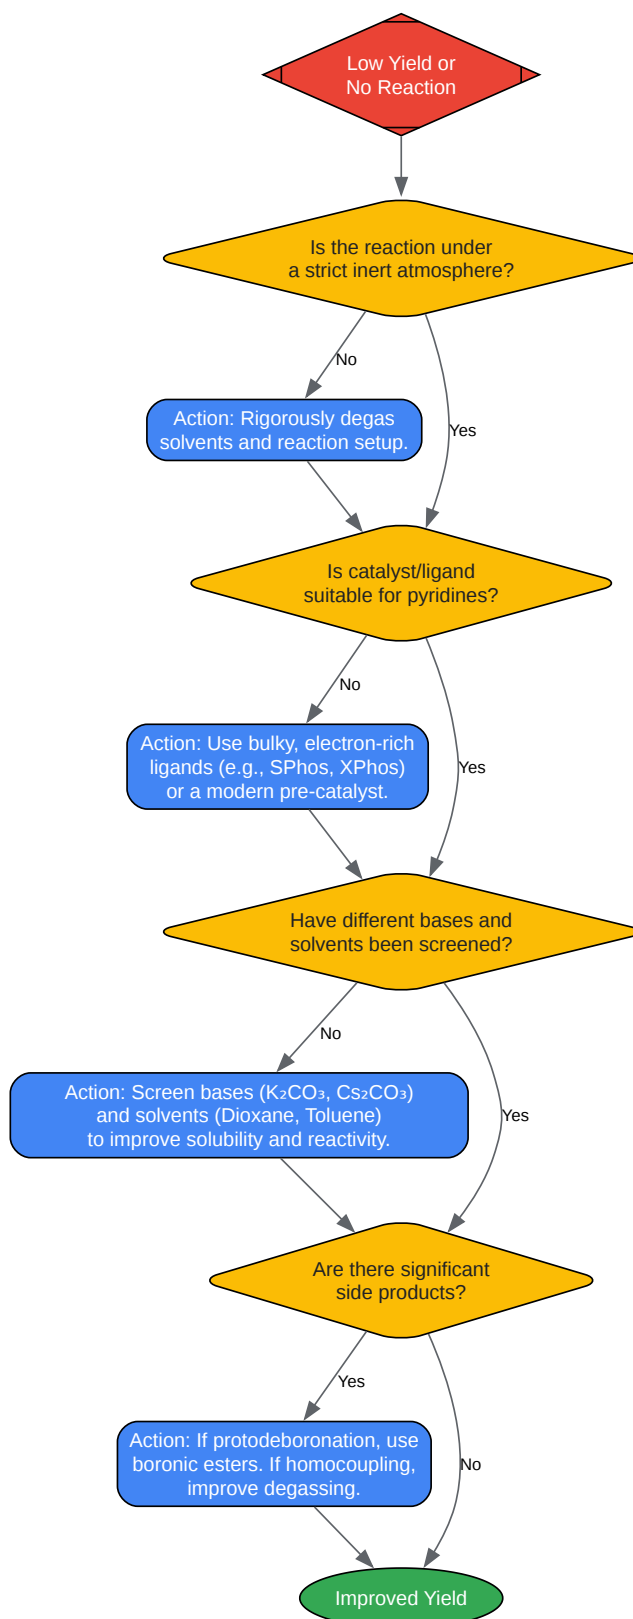 Low Yield or
No Reaction
Is the reaction under
a strict inert atmosphere?
No
Action: Rigorously degas
solvents and reaction setup.
Yes
Is catalyst/ligand
suitable for pyridines?
No
Action: Use bulky, electron-rich
ligands (e.g., SPhos, XPhos)
or a modern pre-catalyst.
Yes
Have different bases and
solvents been screened?
No
Action: Screen bases (K₂CO₃, Cs₂CO₃)
and solvents (Dioxane, Toluene)
to improve solubility and reactivity.
Yes
Are there significant
side products?
Yes
Action: If protodeboronation, use
boronic esters. If homocoupling,
improve degassing.
No
Improved Yield